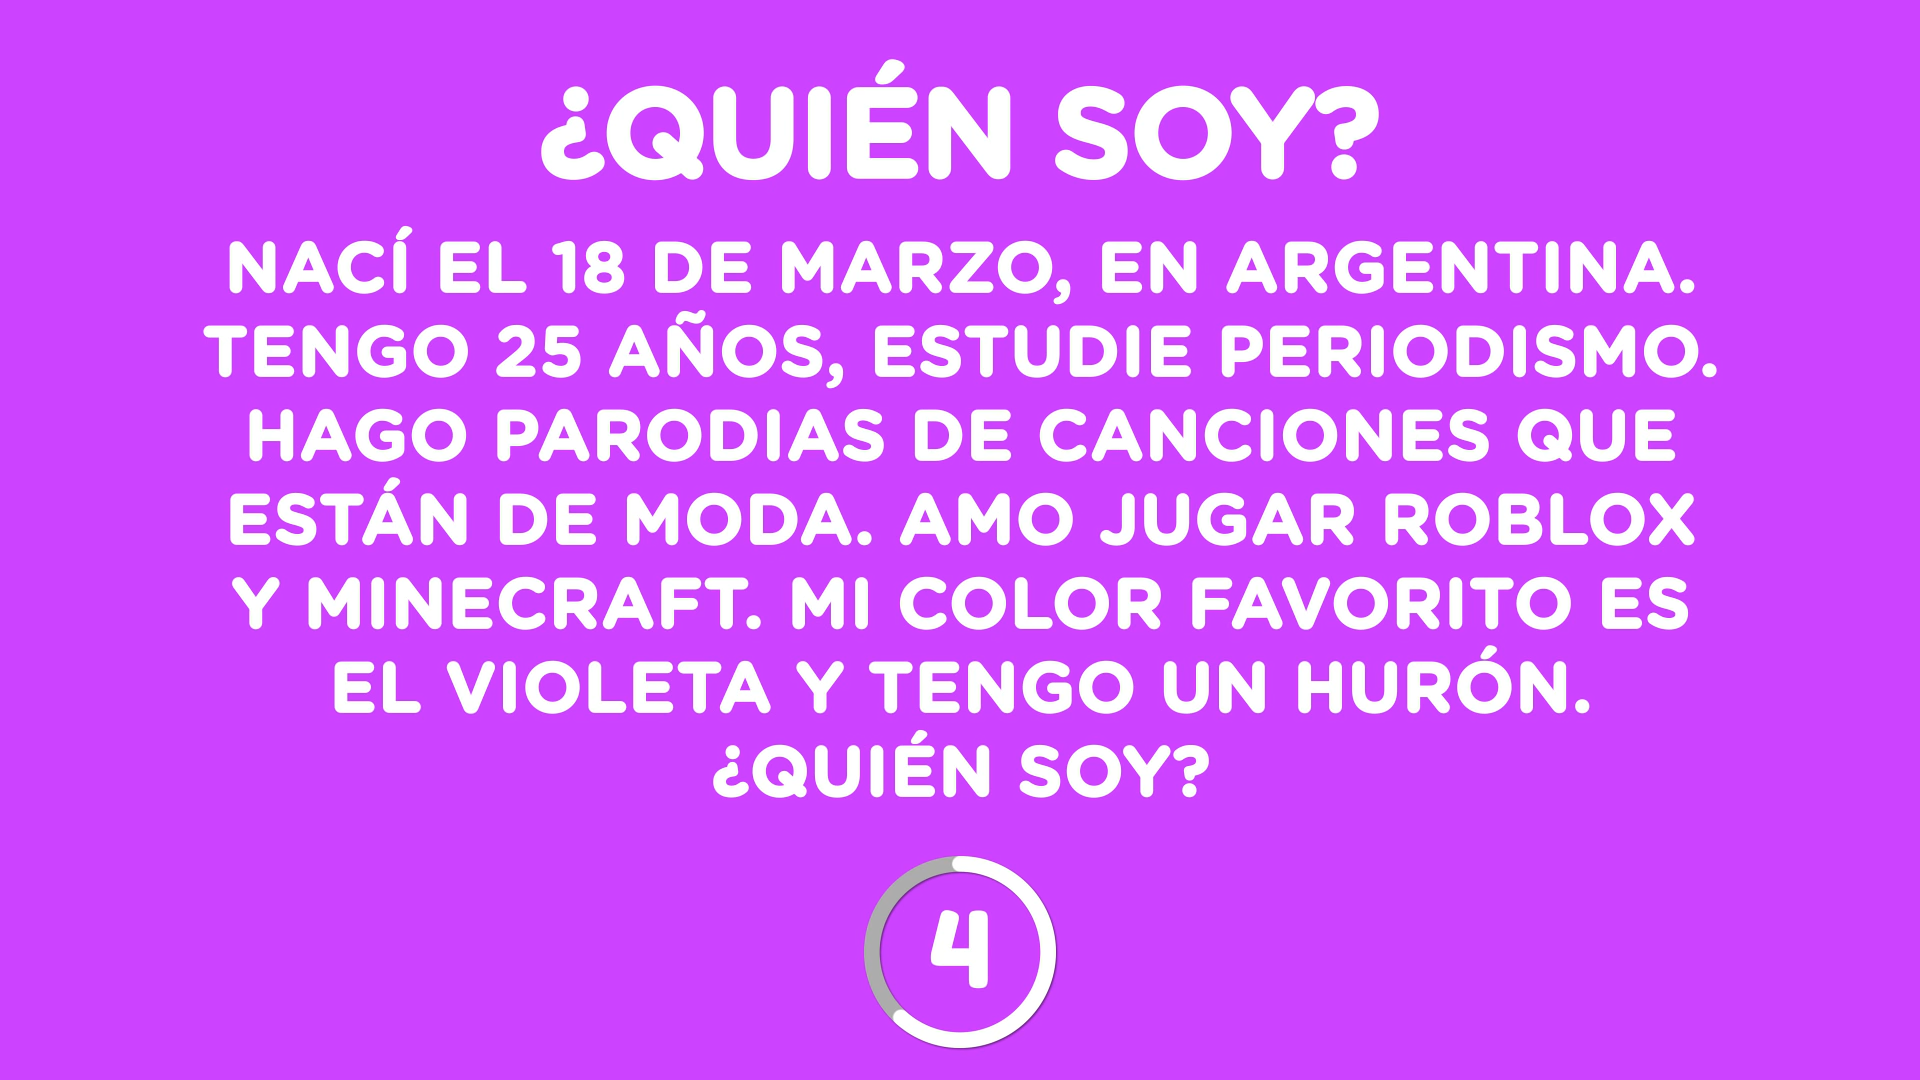 ¿QUIÉN SOY?
NACÍ EL 18 DE MARZO, EN ARGENTINA.
TENGO 25 AÑOS, ESTUDIE PERIODISMO.
HAGO PARODIAS DE CANCIONES QUE
ESTÁN DE MODA. AMO JUGAR ROBLOX
Y MINECRAFT. MI COLOR FAVORITO ES
EL VIOLETA Y TENGO UN HURÓN.
¿QUIÉN SOY?
4